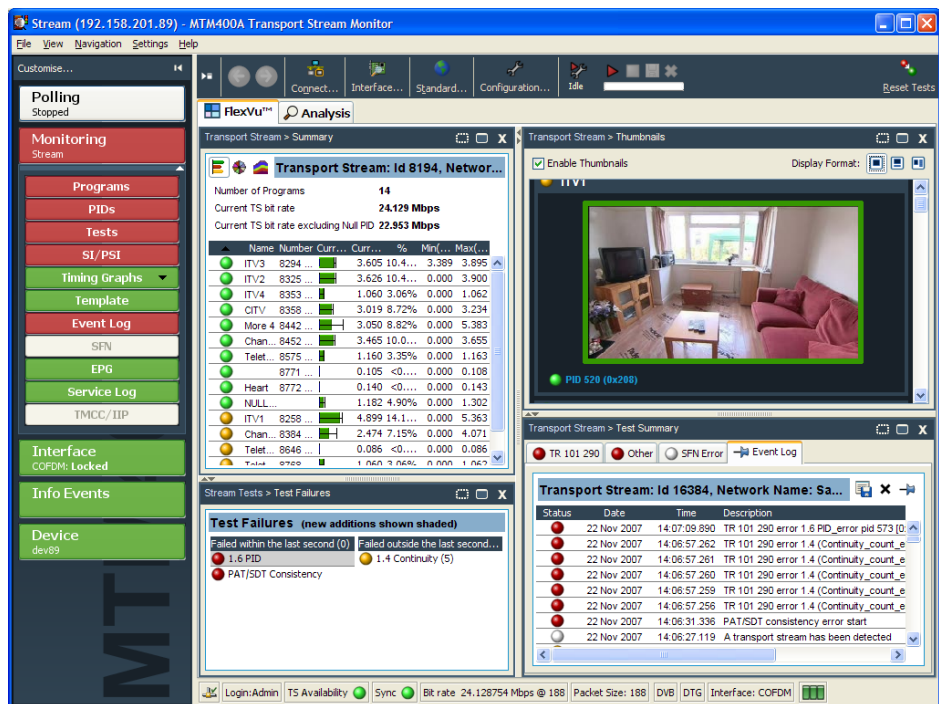 Stream (192.158.201.89) - MTM400A Transport Stream Monitor
File View Navigation Settings Help
Customise...
Polling
Stopped
Monitoring
Stream
Programs
PIDs
Tests
SI/PSI
Timing Graphs
Template
Event Log
SFN
EPG
Service Log
TMCC/IIP
Interface
COFDM: Locked
Info Events
Device
dev89
Connect... Interface... Standard... Configuration... Idle Reset Tests
FlexVu™ Analysis
Transport Stream > Summary
Transport Stream: Id 8194, Networ...
Number of Programs 14
Current TS bit rate 24.129 Mbps
Current TS bit rate excluding Null PID 22.953 Mbps
Name Number Curr... Curr... % Min(... Max(...
ITV3 8294 ... 3.605 10.4... 3.389 3.895
ITV2 8325 ... 3.626 10.4... 0.000 3.900
ITV4 8353 ... 1.060 3.06% 0.000 1.062
CITV 8358 ... 3.019 8.72% 0.000 3.234
More 4 8442 ... 3.050 8.82% 0.000 5.383
Chan... 8452 ... 3.465 10.0... 0.000 3.655
Telet... 8575 ... 1.160 3.35% 0.000 1.163
8771 ... 0.105 <0.... 0.000 0.108
Heart 8772 ... 0.140 <0.... 0.000 0.143
NULL... 1.182 4.90% 0.000 1.302
ITV1 8258 ... 4.899 14.1... 0.000 5.363
Chan... 8384 ... 2.474 7.15% 0.000 4.071
Telet... 8646 ... 0.086 <0.... 0.000 0.086
Telet... 8768 ... 1.060 3.06% 0.000 1.062
Stream Tests > Test Failures
Test Failures (new additions shown shaded)
Failed within the last second (0) Failed outside the last second...
1.6 PID 1.4 Continuity (5)
PAT/SDT Consistency
Transport Stream > Thumbnails
Enable Thumbnails Display Format:
ITV1
PID 520 (0x208)
Transport Stream > Test Summary
TR 101 290 Other SFN Error Event Log
Transport Stream: Id 16384, Network Name: Sa...
Status Date Time Description
22 Nov 2007 14:07:09.890 TR 101 290 error 1.6 PID_error pid 573 [0:
22 Nov 2007 14:06:57.262 TR 101 290 error 1.4 (Continuity_count_e
22 Nov 2007 14:06:57.261 TR 101 290 error 1.4 (Continuity_count_e
22 Nov 2007 14:06:57.260 TR 101 290 error 1.4 (Continuity_count_e
22 Nov 2007 14:06:57.259 TR 101 290 error 1.4 (Continuity_count_e
22 Nov 2007 14:06:57.256 TR 101 290 error 1.4 (Continuity_count_e
22 Nov 2007 14:06:31.336 PAT/SDT consistency error start
22 Nov 2007 14:06:27.119 A transport stream has been detected
Login:Admin TS Availability Sync Bit rate 24.128754 Mbps @ 188 Packet Size: 188 DVB DTG Interface: COFDM